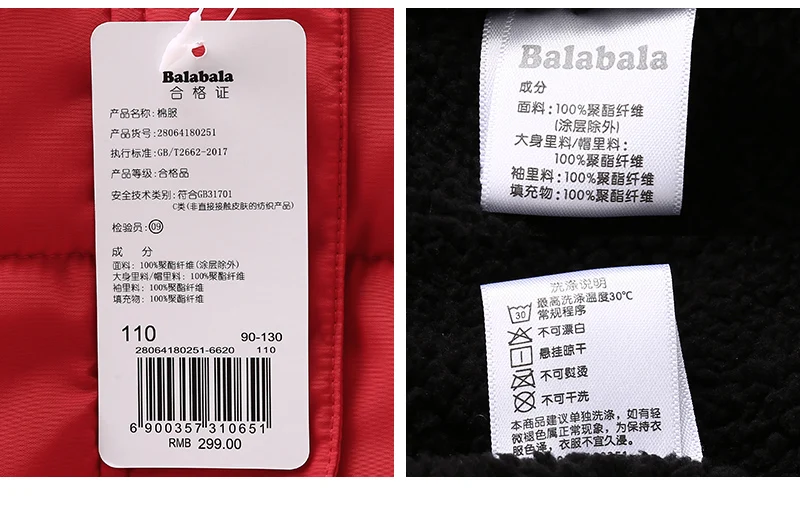 Balabala
合格证
产品名称: 棉服
产品货号: 28064180251
执行标准: GB/T2662-2017
产品等级: 合格品
安全技术类别: 符合GB31701
C类(非直接接触皮肤的纺织产品)
检验员: 09
成 分
面料: 100%聚酯纤维(涂层除外)
大身里料/帽里料: 100%聚酯纤维
袖里料: 100%聚酯纤维
填充物: 100%聚酯纤维
110 90-130
28064180251-6620 110
6 900357 310651
RMB 299.00
Balabala
成分
面料: 100%聚酯纤维
(涂层除外)
大身里料/帽里料:
100%聚酯纤维
袖里料: 100%聚酯纤维
填充物: 100%聚酯纤维
洗涤说明
30 最高洗涤温度30℃
常规程序
不可漂白
悬挂晾干
不可熨烫
不可干洗
本商品建议单独洗涤, 如有轻
微褪色属正常现象, 为保持衣
服色泽, 衣服不宜久浸。